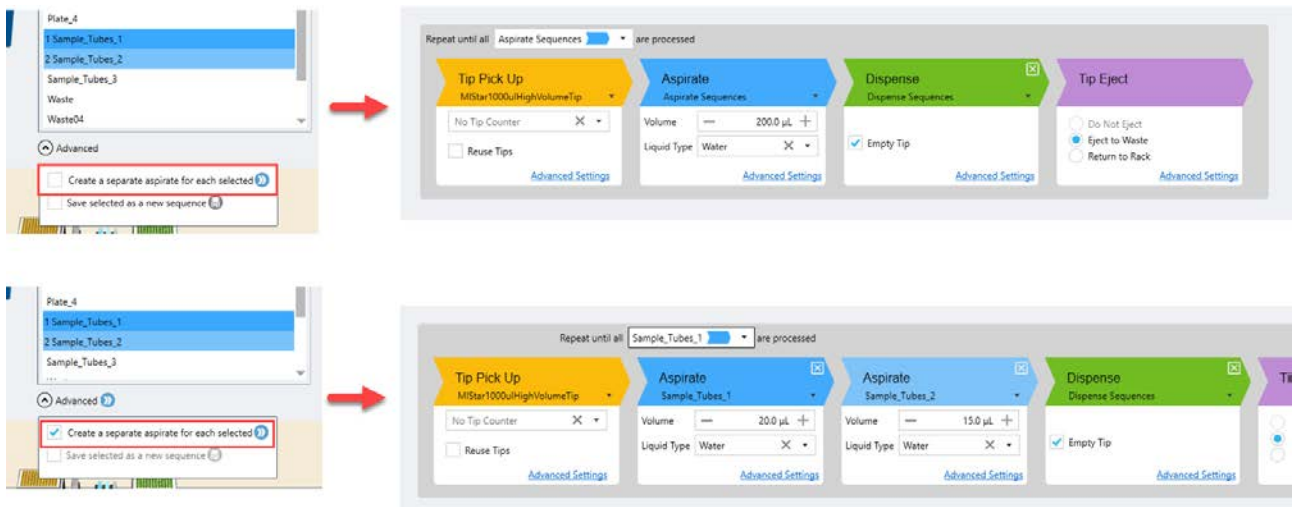 Plate_4
1 Sample_Tubes_1
2 Sample_Tubes_2
Sample_Tubes_3
Waste
Waste04
Advanced
Create a separate aspirate for each selected
Save selected as a new sequence
Repeat until all Aspirate Sequences are processed
Tip Pick Up
MlStar1000ulHighVolumeTip
No Tip Counter
Reuse Tips
Advanced Settings
Aspirate
Aspirate Sequences
Volume 200.0 µL
Liquid Type Water
Advanced Settings
Dispense
Dispense Sequences
Empty Tip
Advanced Settings
Tip Eject
Do Not Eject
Eject to Waste
Return to Rack
Advanced Settings
Plate_4
1 Sample_Tubes_1
2 Sample_Tubes_2
Sample_Tubes_3
Advanced
Create a separate aspirate for each selected
Save selected as a new sequence
Repeat until all Sample_Tubes_1 are processed
Tip Pick Up
MlStar1000ulHighVolumeTip
No Tip Counter
Reuse Tips
Advanced Settings
Aspirate
Sample_Tubes_1
Volume 20.0 µL
Liquid Type Water
Advanced Settings
Aspirate
Sample_Tubes_2
Volume 15.0 µL
Liquid Type Water
Advanced Settings
Dispense
Dispense Sequences
Empty Tip
Advanced Settings